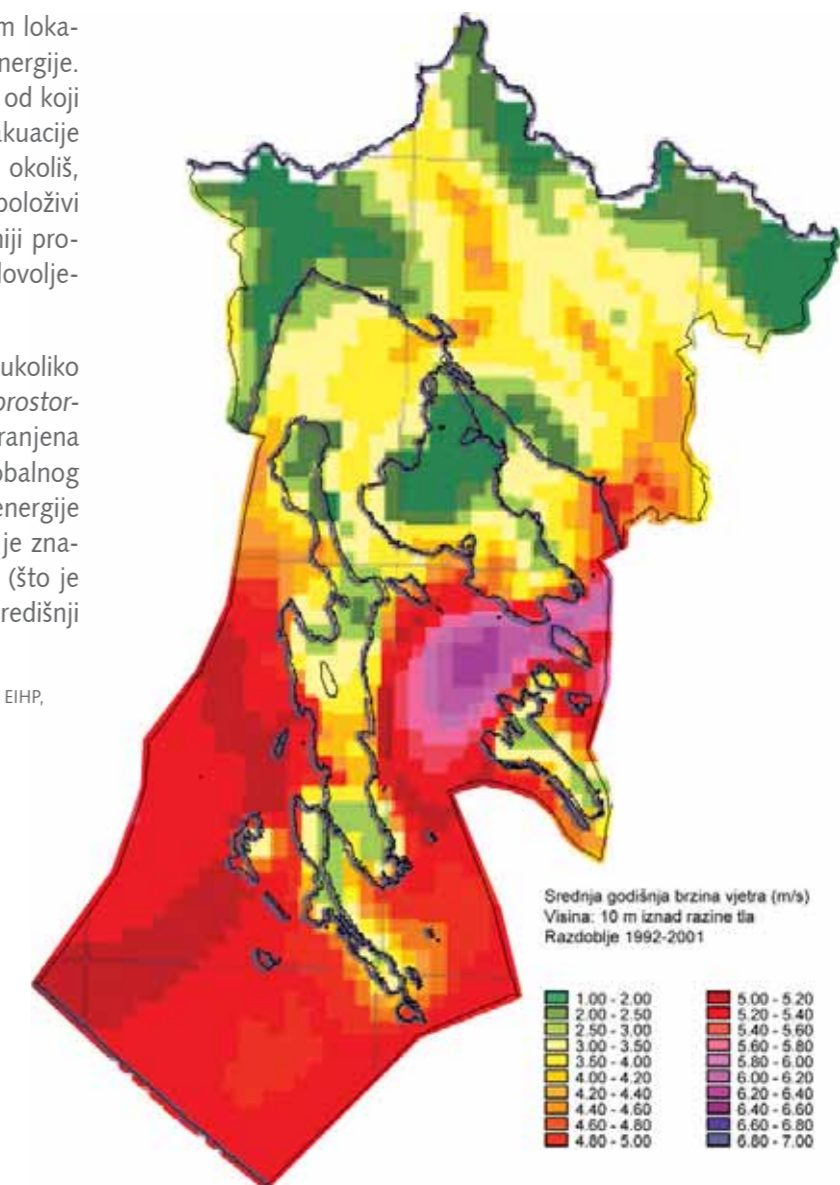 m loka-
nergije.
od koji
akuacije
okoliš,
položivi
niji pro-
dovolje-
ukoliko
prostor-
ranjena
obalnog
energije
je zna-
(što je
redišnji
EIHP,
Srednja godišnja brzina vjetra (m/s)
Visina: 10 m iznad razine tla
Razdoblje 1992-2001
1.00 - 2.00
2.00 - 2.50
2.50 - 3.00
3.00 - 3.50
3.50 - 4.00
4.00 - 4.20
4.20 - 4.40
4.40 - 4.60
4.60 - 4.80
4.80 - 5.00
5.00 - 5.20
5.20 - 5.40
5.40 - 5.60
5.60 - 5.80
5.80 - 6.00
6.00 - 6.20
6.20 - 6.40
6.40 - 6.60
6.60 - 6.80
6.80 - 7.00